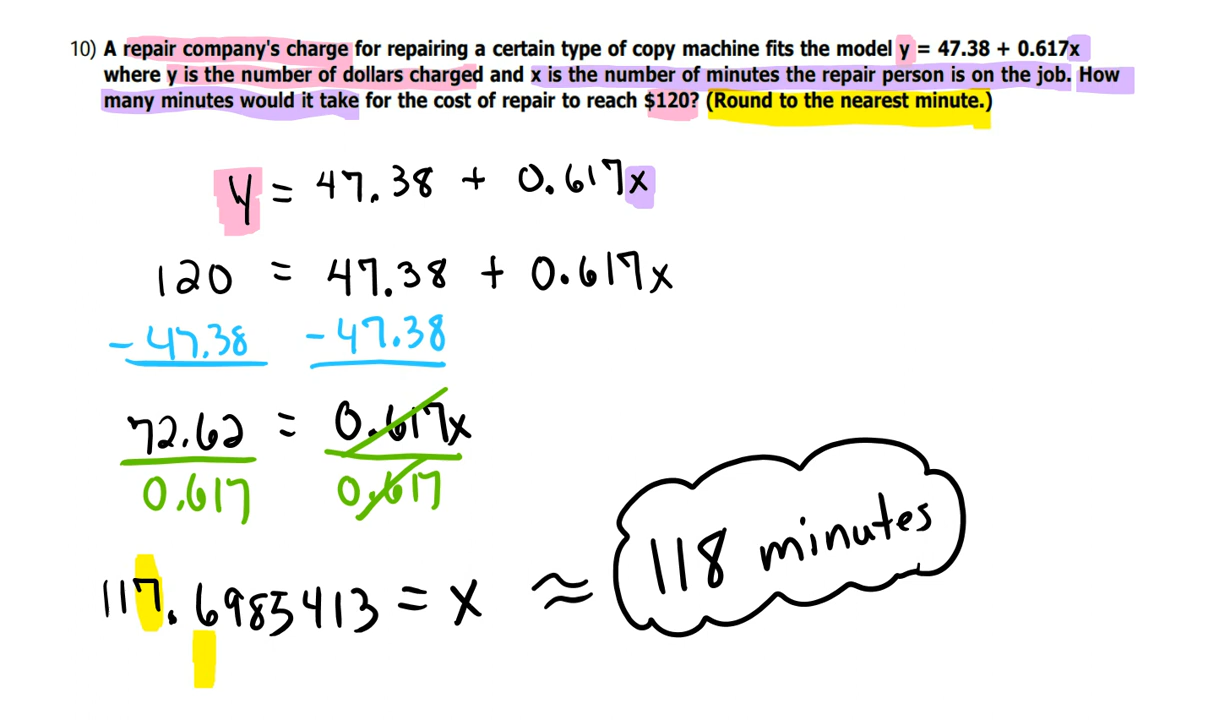 10) A repair company's charge for repairing a certain type of copy machine fits the model y = 47.38 + 0.617x
where y is the number of dollars charged and x is the number of minutes the repair person is on the job. How
many minutes would it take for the cost of repair to reach $120? (Round to the nearest minute.)
y = 47.38 + 0.617x
120 = 47.38 + 0.617x
-47.38 -47.38
72.62 = 0.617x
0.617 0.617
117.6985413 = x ≈ 118 minutes